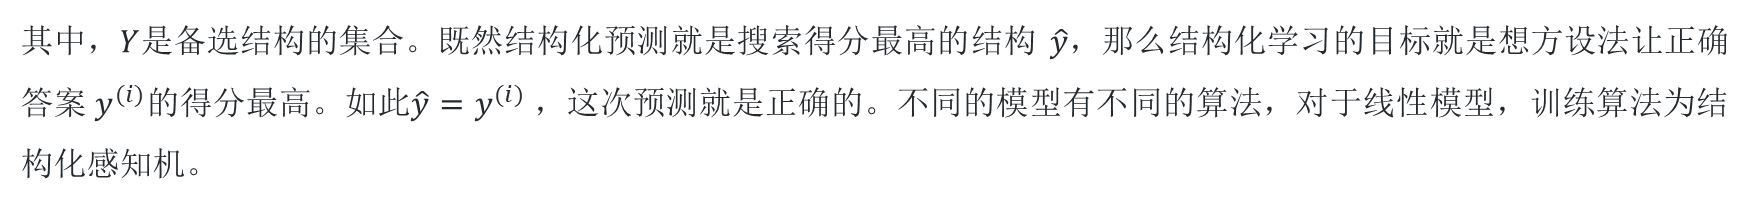 其中，Y是备选结构的集合。既然结构化预测就是搜索得分最高的结构 ŷ，那么结构化学习的目标就是想方设法让正确
答案 y⁽ⁱ⁾的得分最高。如此ŷ = y⁽ⁱ⁾ ，这次预测就是正确的。不同的模型有不同的算法，对于线性模型，训练算法为结
构化感知机。